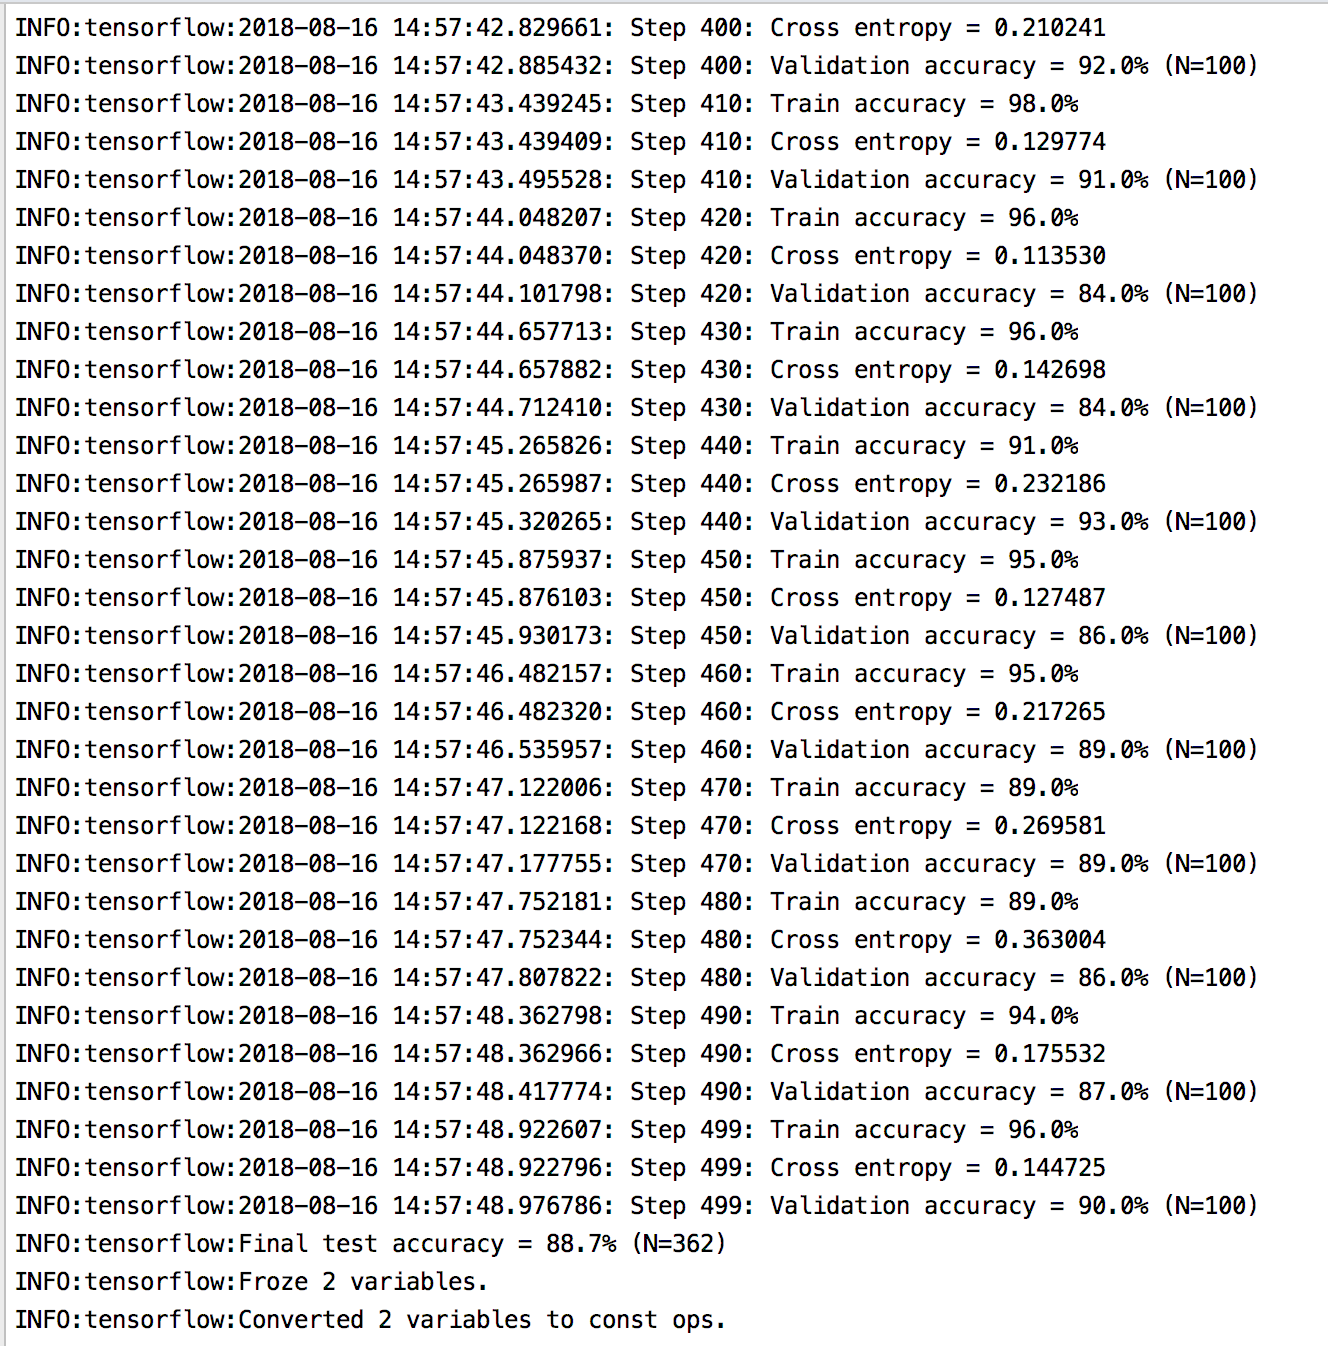 INFO:tensorflow:2018-08-16 14:57:42.829661: Step 400: Cross entropy = 0.210241
INFO:tensorflow:2018-08-16 14:57:42.885432: Step 400: Validation accuracy = 92.0% (N=100)
INFO:tensorflow:2018-08-16 14:57:43.439245: Step 410: Train accuracy = 98.0%
INFO:tensorflow:2018-08-16 14:57:43.439409: Step 410: Cross entropy = 0.129774
INFO:tensorflow:2018-08-16 14:57:43.495528: Step 410: Validation accuracy = 91.0% (N=100)
INFO:tensorflow:2018-08-16 14:57:44.048207: Step 420: Train accuracy = 96.0%
INFO:tensorflow:2018-08-16 14:57:44.048370: Step 420: Cross entropy = 0.113530
INFO:tensorflow:2018-08-16 14:57:44.101798: Step 420: Validation accuracy = 84.0% (N=100)
INFO:tensorflow:2018-08-16 14:57:44.657713: Step 430: Train accuracy = 96.0%
INFO:tensorflow:2018-08-16 14:57:44.657882: Step 430: Cross entropy = 0.142698
INFO:tensorflow:2018-08-16 14:57:44.712410: Step 430: Validation accuracy = 84.0% (N=100)
INFO:tensorflow:2018-08-16 14:57:45.265826: Step 440: Train accuracy = 91.0%
INFO:tensorflow:2018-08-16 14:57:45.265987: Step 440: Cross entropy = 0.232186
INFO:tensorflow:2018-08-16 14:57:45.320265: Step 440: Validation accuracy = 93.0% (N=100)
INFO:tensorflow:2018-08-16 14:57:45.875937: Step 450: Train accuracy = 95.0%
INFO:tensorflow:2018-08-16 14:57:45.876103: Step 450: Cross entropy = 0.127487
INFO:tensorflow:2018-08-16 14:57:45.930173: Step 450: Validation accuracy = 86.0% (N=100)
INFO:tensorflow:2018-08-16 14:57:46.482157: Step 460: Train accuracy = 95.0%
INFO:tensorflow:2018-08-16 14:57:46.482320: Step 460: Cross entropy = 0.217265
INFO:tensorflow:2018-08-16 14:57:46.535957: Step 460: Validation accuracy = 89.0% (N=100)
INFO:tensorflow:2018-08-16 14:57:47.122006: Step 470: Train accuracy = 89.0%
INFO:tensorflow:2018-08-16 14:57:47.122168: Step 470: Cross entropy = 0.269581
INFO:tensorflow:2018-08-16 14:57:47.177755: Step 470: Validation accuracy = 89.0% (N=100)
INFO:tensorflow:2018-08-16 14:57:47.752181: Step 480: Train accuracy = 89.0%
INFO:tensorflow:2018-08-16 14:57:47.752344: Step 480: Cross entropy = 0.363004
INFO:tensorflow:2018-08-16 14:57:47.807822: Step 480: Validation accuracy = 86.0% (N=100)
INFO:tensorflow:2018-08-16 14:57:48.362798: Step 490: Train accuracy = 94.0%
INFO:tensorflow:2018-08-16 14:57:48.362966: Step 490: Cross entropy = 0.175532
INFO:tensorflow:2018-08-16 14:57:48.417774: Step 490: Validation accuracy = 87.0% (N=100)
INFO:tensorflow:2018-08-16 14:57:48.922607: Step 499: Train accuracy = 96.0%
INFO:tensorflow:2018-08-16 14:57:48.922796: Step 499: Cross entropy = 0.144725
INFO:tensorflow:2018-08-16 14:57:48.976786: Step 499: Validation accuracy = 90.0% (N=100)
INFO:tensorflow:Final test accuracy = 88.7% (N=362)
INFO:tensorflow:Froze 2 variables.
INFO:tensorflow:Converted 2 variables to const ops.